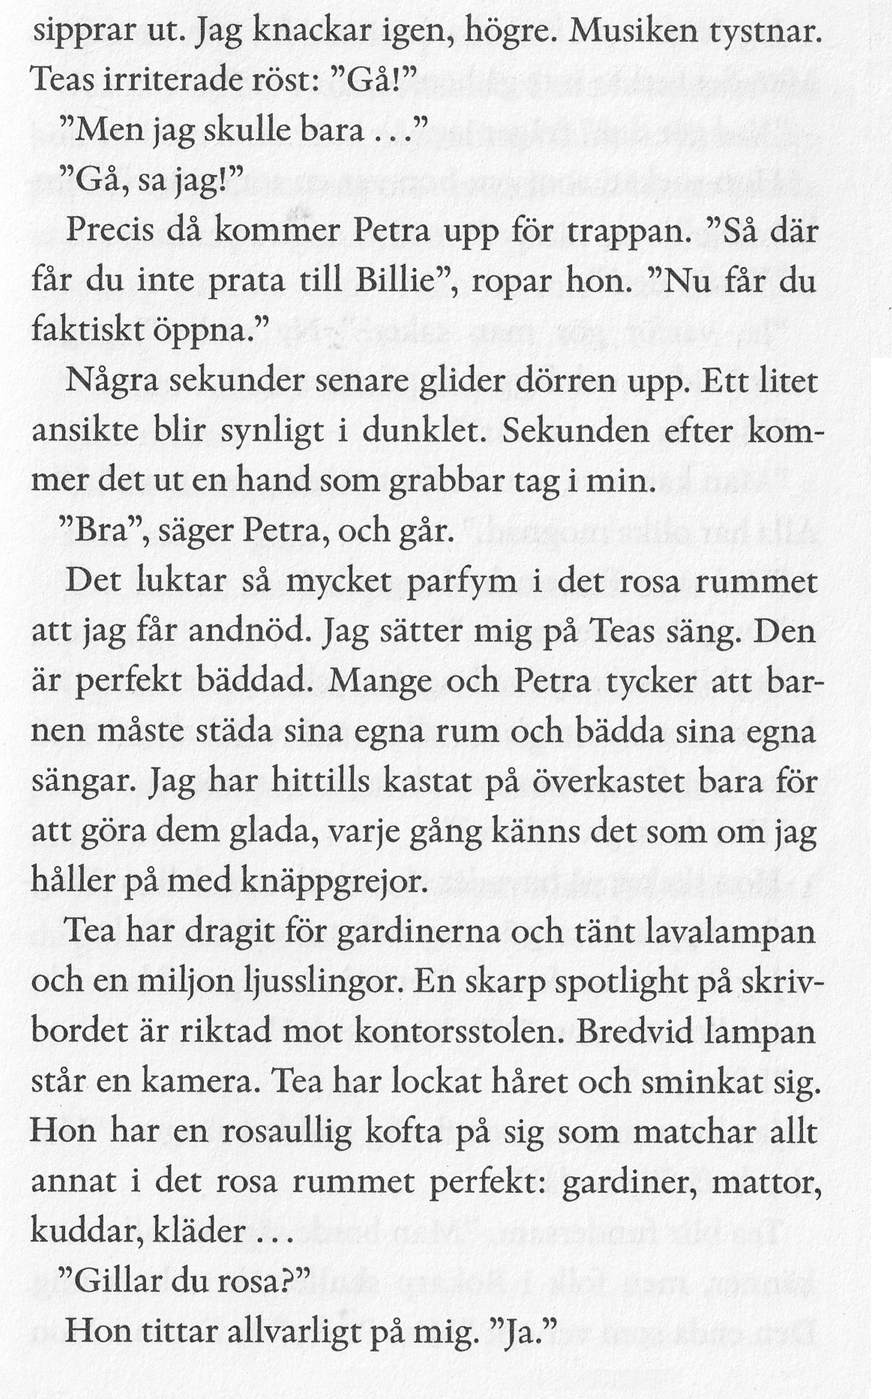 sipprar ut. Jag knackar igen, högre. Musiken tystnar.
Teas irriterade röst: ”Gå!”
”Men jag skulle bara . . .”
”Gå, sa jag!”
Precis då kommer Petra upp för trappan. ”Så där
får du inte prata till Billie”, ropar hon. ”Nu får du
faktiskt öppna.”
Några sekunder senare glider dörren upp. Ett litet
ansikte blir synligt i dunklet. Sekunden efter kom-
mer det ut en hand som grabbar tag i min.
”Bra”, säger Petra, och går.
Det luktar så mycket parfym i det rosa rummet
att jag får andnöd. Jag sätter mig på Teas säng. Den
är perfekt bäddad. Mange och Petra tycker att bar-
nen måste städa sina egna rum och bädda sina egna
sängar. Jag har hittills kastat på överkastet bara för
att göra dem glada, varje gång känns det som om jag
håller på med knäppgrejor.
Tea har dragit för gardinerna och tänt lavalampan
och en miljon ljusslingor. En skarp spotlight på skriv-
bordet är riktad mot kontorsstolen. Bredvid lampan
står en kamera. Tea har lockat håret och sminkat sig.
Hon har en rosaullig kofta på sig som matchar allt
annat i det rosa rummet perfekt: gardiner, mattor,
kuddar, kläder . . .
”Gillar du rosa?”
Hon tittar allvarligt på mig. ”Ja.”